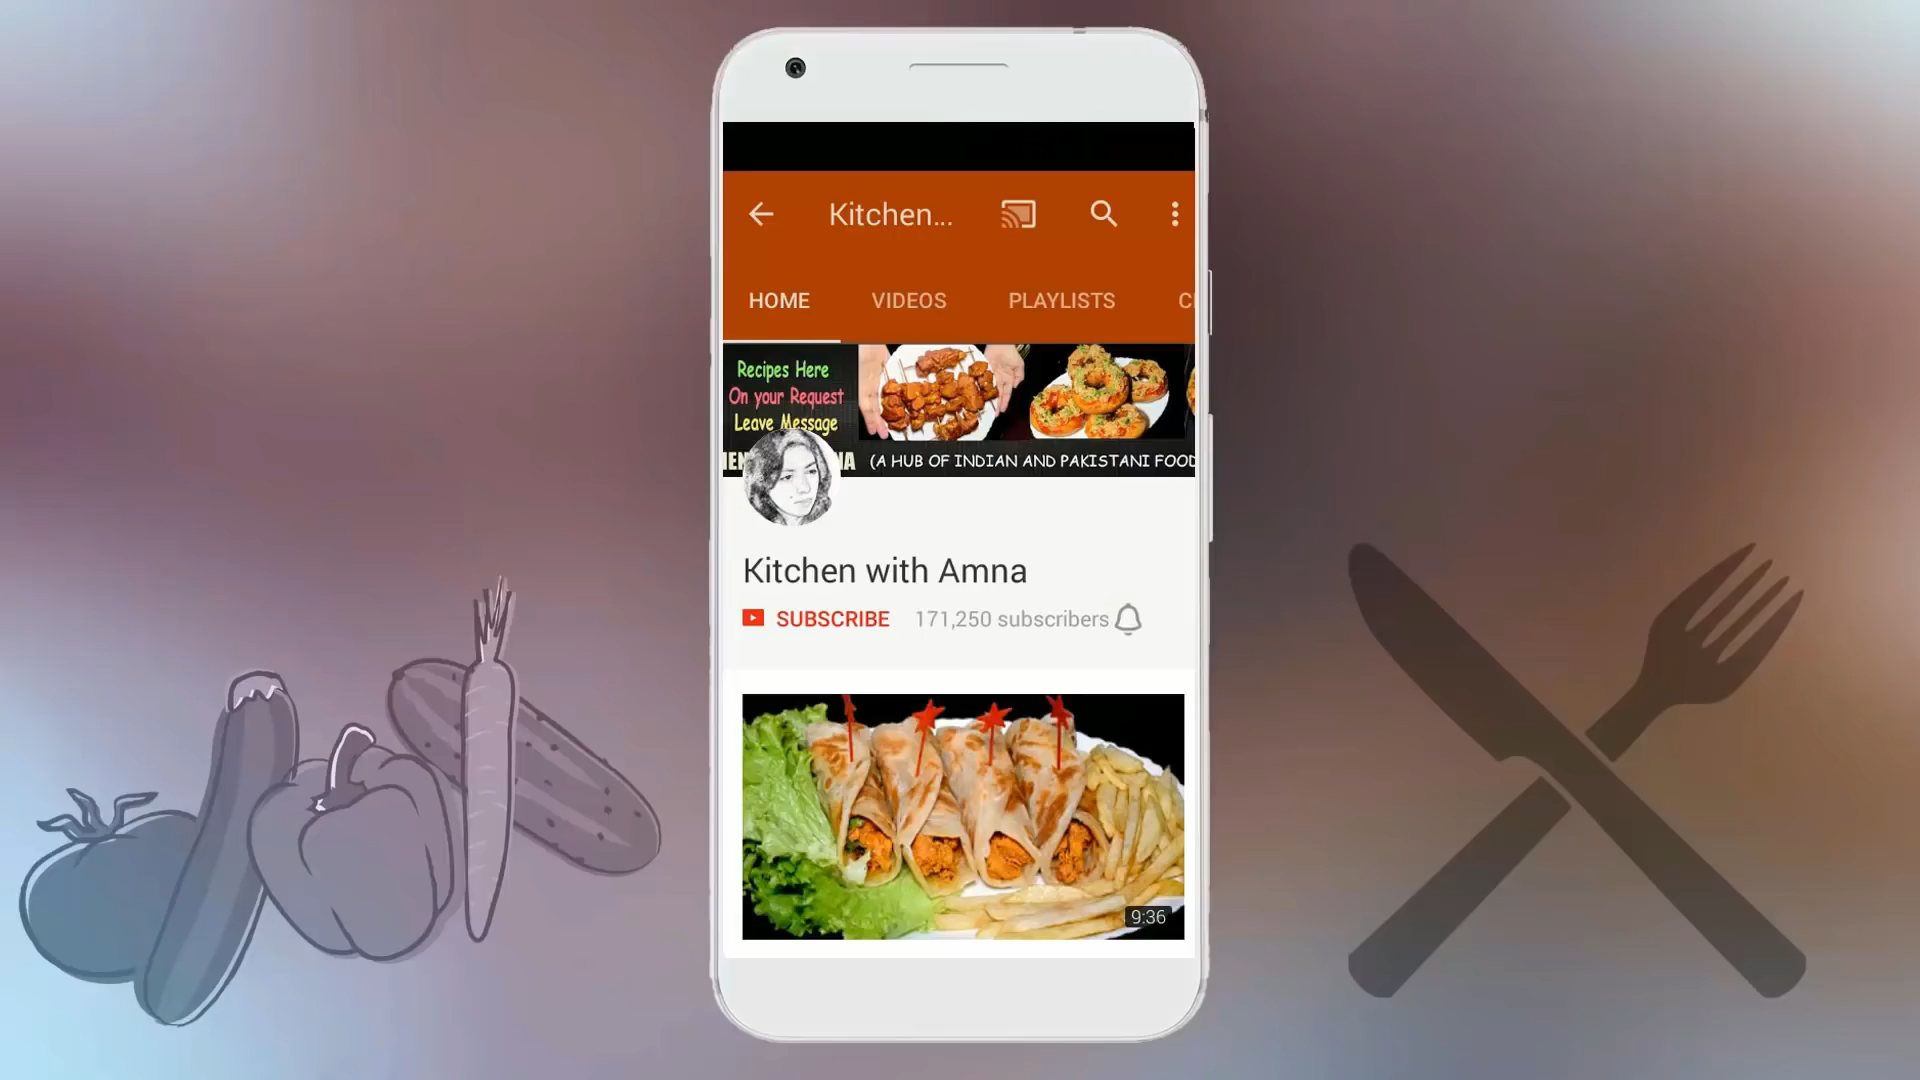 Kitchen...
HOME VIDEOS PLAYLISTS
Recipes Here
On your Request
Leave Message
(A HUB OF INDIAN AND PAKISTANI FOOD
Kitchen with Amna
SUBSCRIBE 171,250 subscribers
9:36